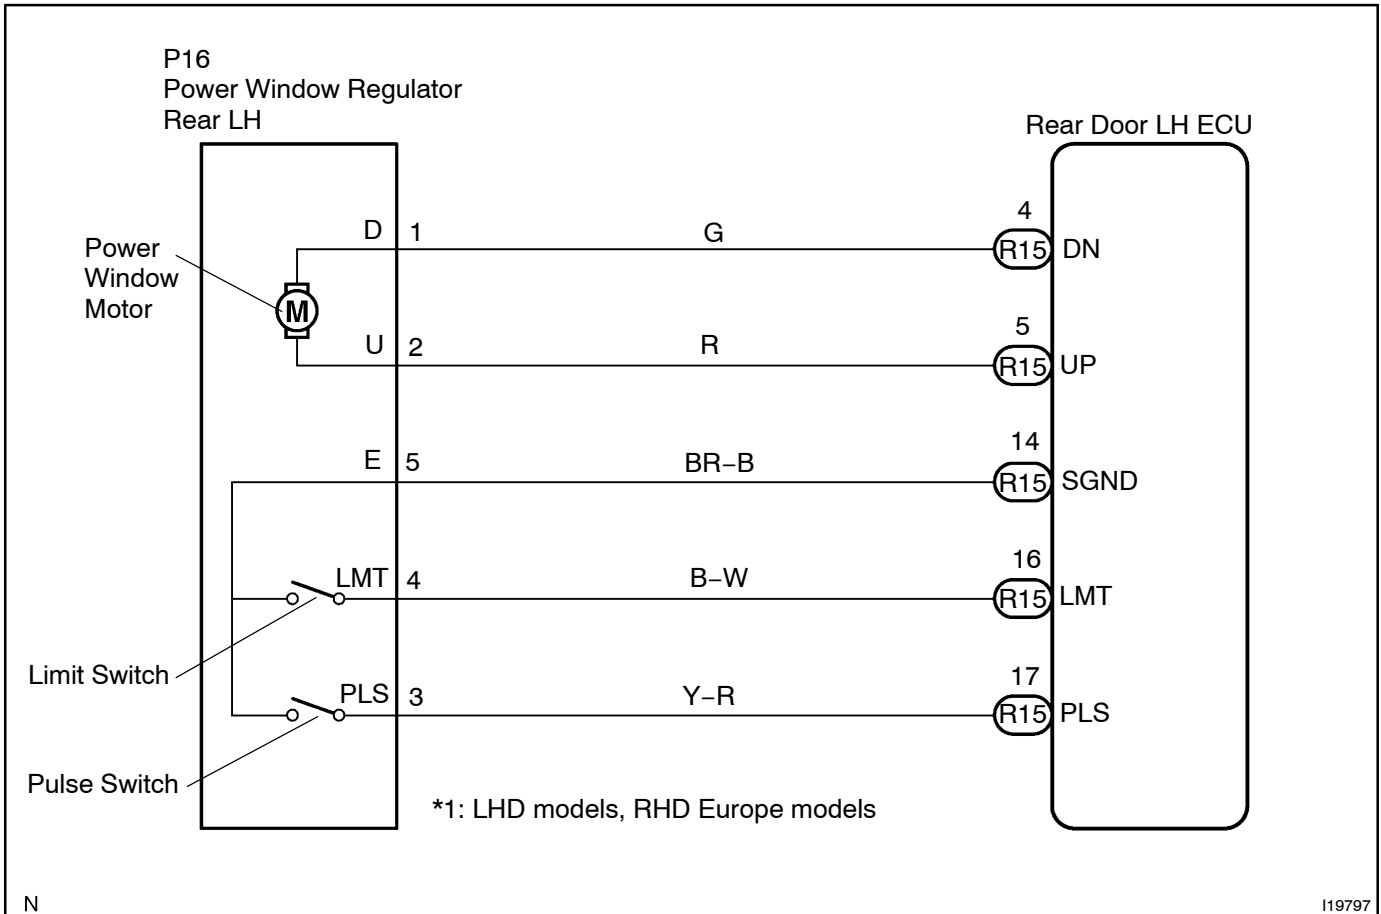 P16
Power Window Regulator
Rear LH
Rear Door LH ECU
Power
Window
Motor
M
D 1 G 4 R15 DN
U 2 R 5 R15 UP
E 5 BR–B 14 R15 SGND
LMT 4 B–W 16 R15 LMT
Limit Switch
PLS 3 Y–R 17 R15 PLS
Pulse Switch
*1: LHD models, RHD Europe models
N
I19797